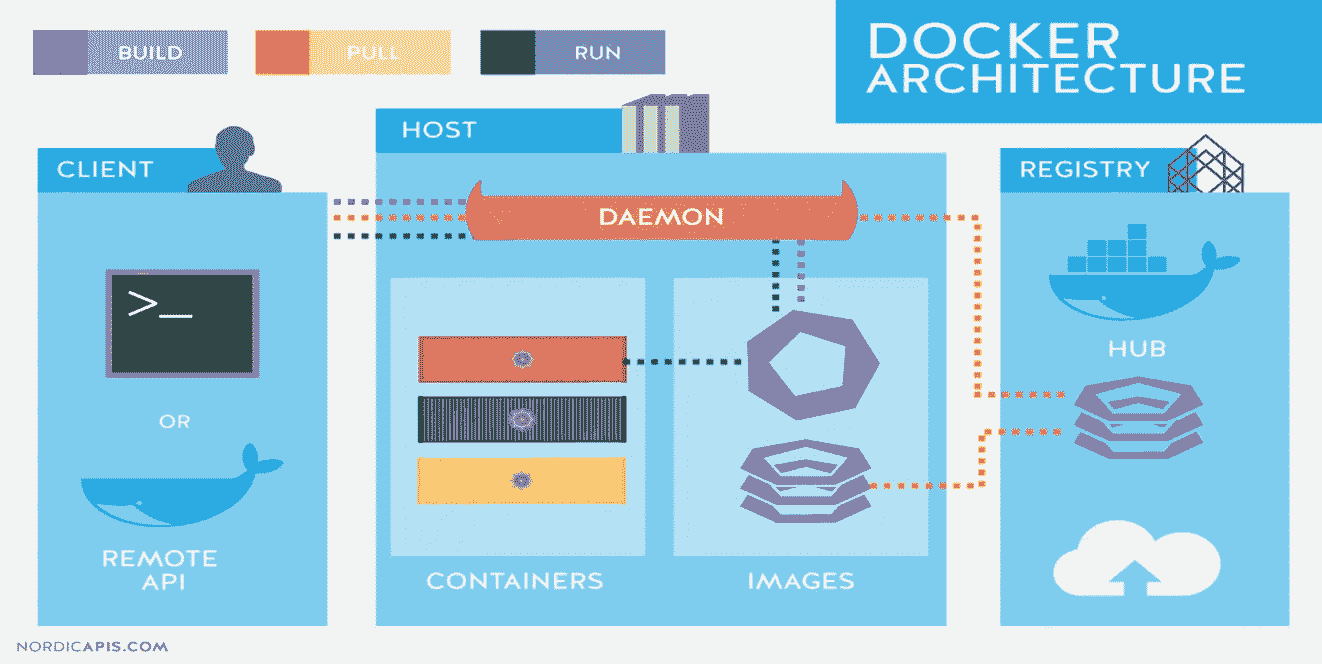 BUILD
PULL
RUN
DOCKER
ARCHITECTURE
HOST
CLIENT
REGISTRY
DAEMON
>_
HUB
OR
REMOTE
API
CONTAINERS
IMAGES
NORDICAPIS.COM